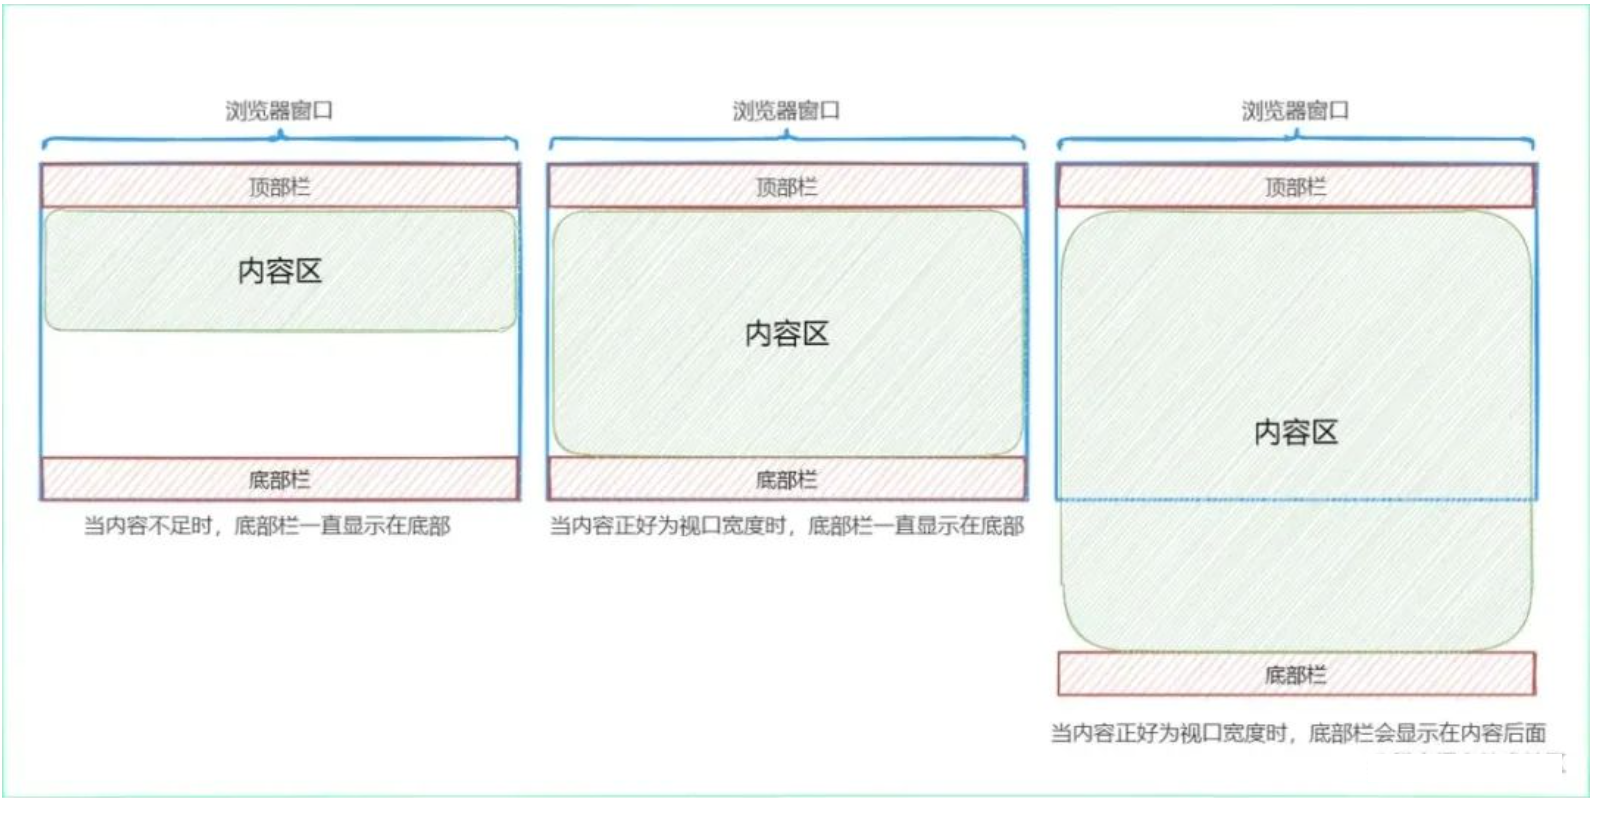 浏览器窗口
顶部栏
内容区
底部栏
当内容不足时，底部栏一直显示在底部
浏览器窗口
顶部栏
内容区
底部栏
当内容正好为视口宽度时，底部栏一直显示在底部
浏览器窗口
顶部栏
内容区
底部栏
当内容正好为视口宽度时，底部栏会显示在内容后面